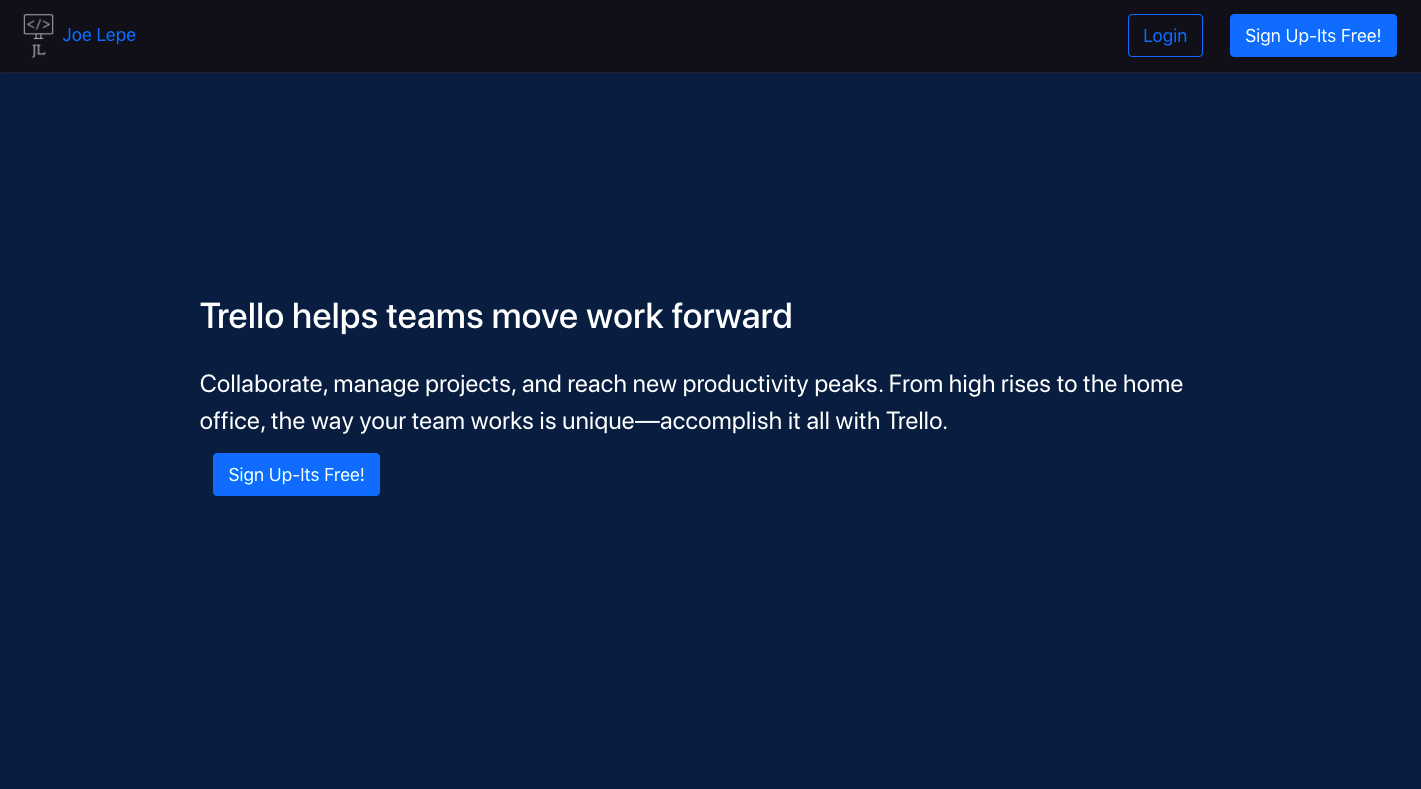 </>
JL
Joe Lepe
Login
Sign Up-Its Free!
Trello helps teams move work forward
Collaborate, manage projects, and reach new productivity peaks. From high rises to the home
office, the way your team works is unique—accomplish it all with Trello.
Sign Up-Its Free!